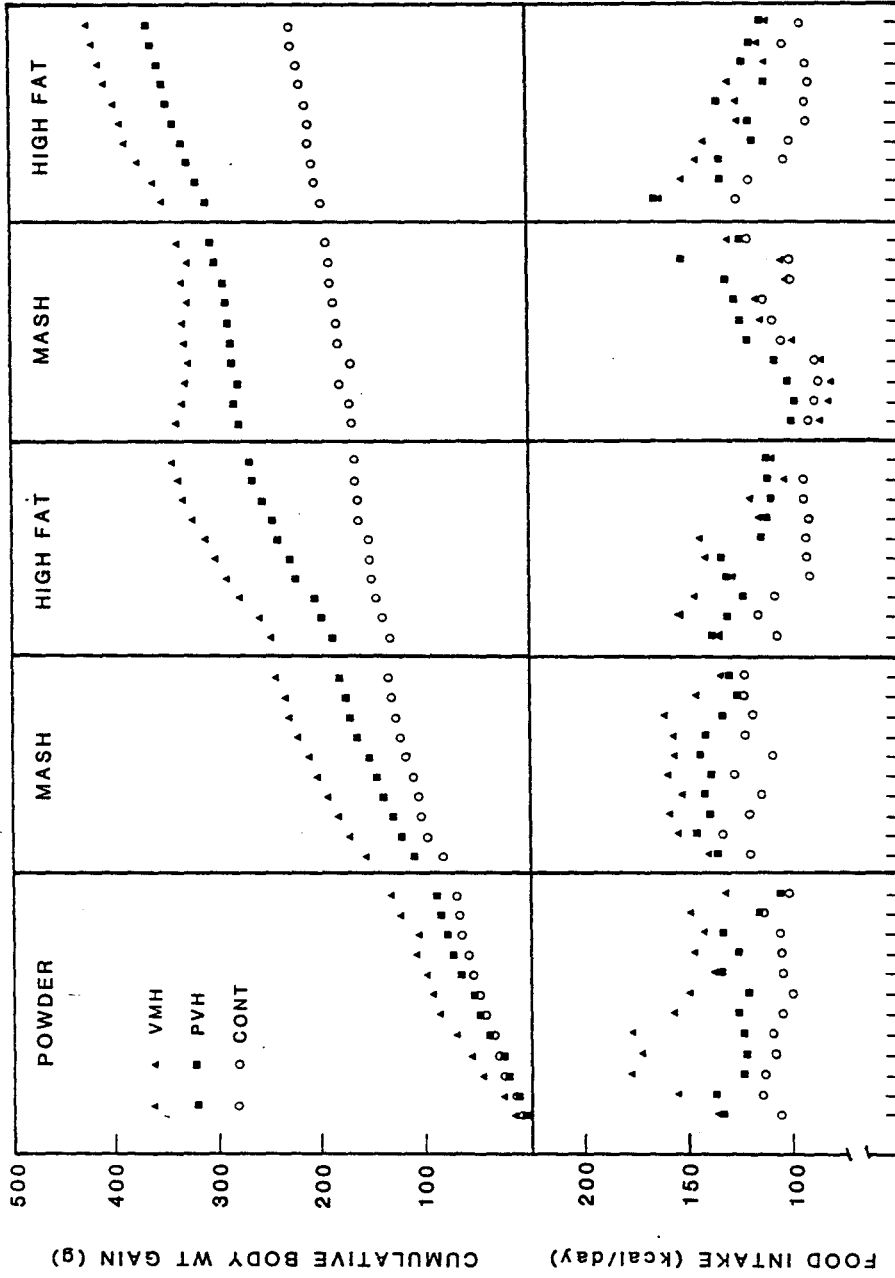 POWDER
MASH
HIGH FAT
MASH
HIGH FAT
VMH
PVH
CONT
500
400
300
200
100
CUMULATIVE BODY WT GAIN (g)
200
150
100
FOOD INTAKE (kcal/day)